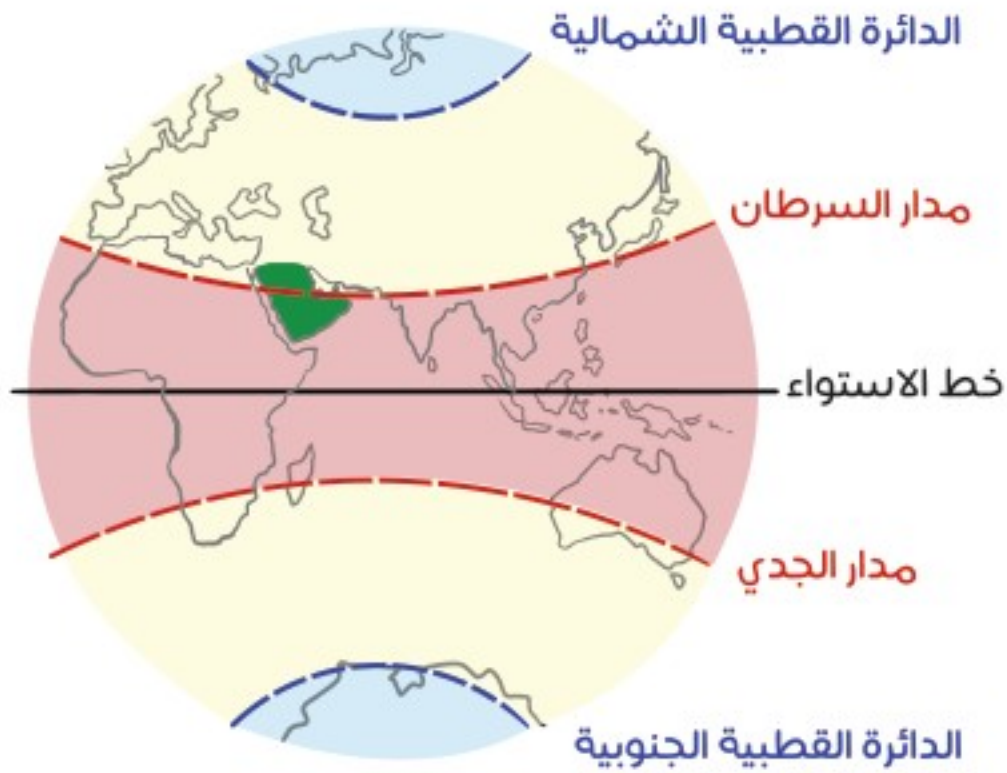 الدائرة القطبية الشمالية
مدار السرطان
خط الاستواء
مدار الجدي
الدائرة القطبية الجنوبية